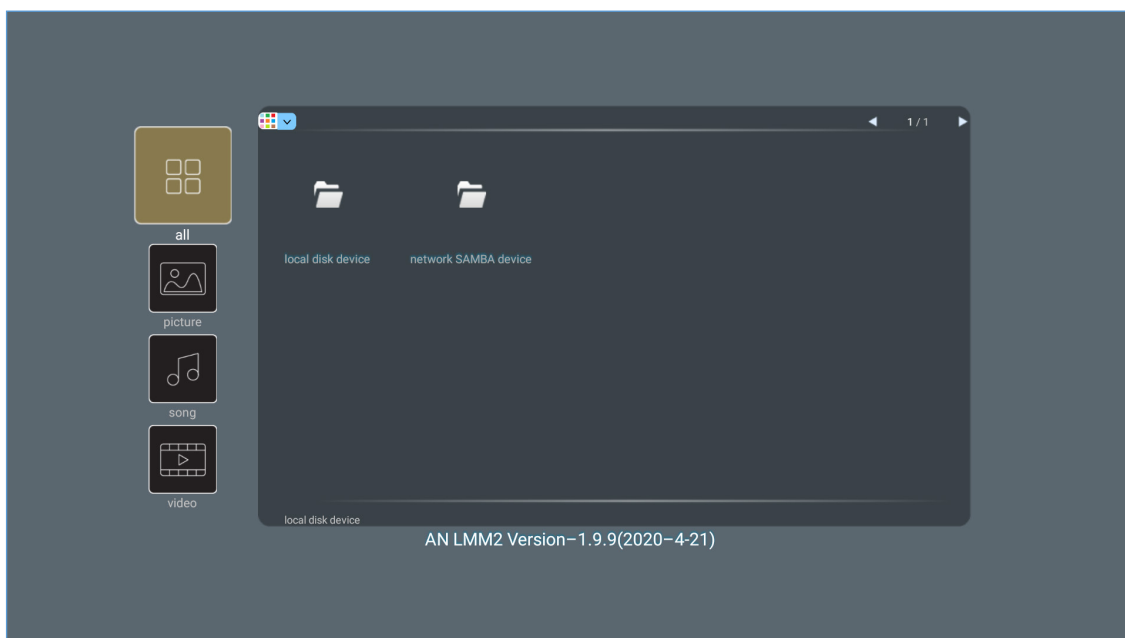 1 / 1
all
local disk device
network SAMBA device
picture
song
video
local disk device
AN LMM2 Version–1.9.9(2020–4-21)